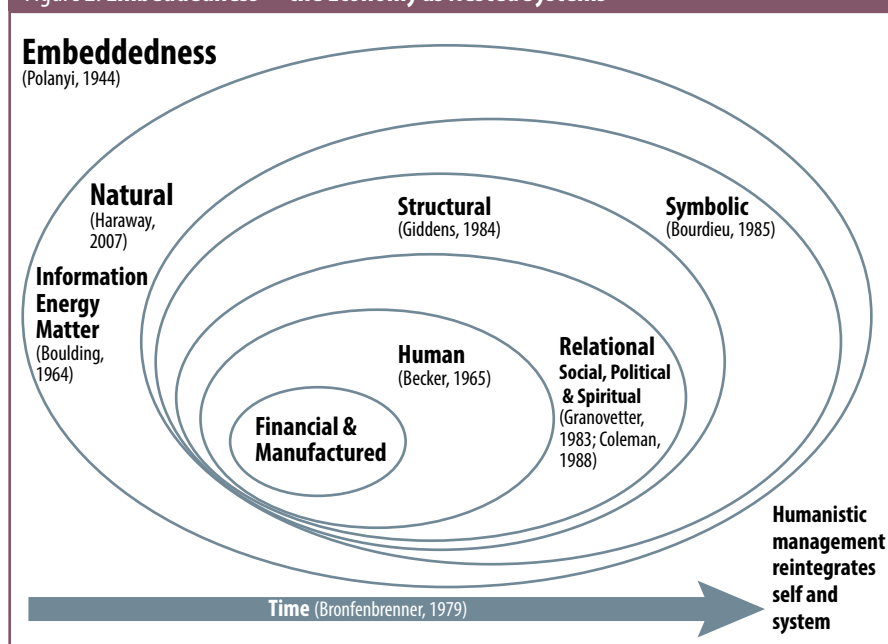 Figure Embeddedness — the Economy as Nested Systems
Embeddedness
(Polanyi, 1944)
Natural
(Haraway,
2007)
Information
Energy
Matter
(Boulding,
1964)
Structural
(Giddens, 1984)
Symbolic
(Bourdieu, 1985)
Human
(Becker, 1965)
Relational
Social, Political
& Spiritual
(Granovetter,
1983; Coleman,
1988)
Financial &
Manufactured
Humanistic
management
reintegrates
self and
system
Time (Bronfenbrenner, 1979)